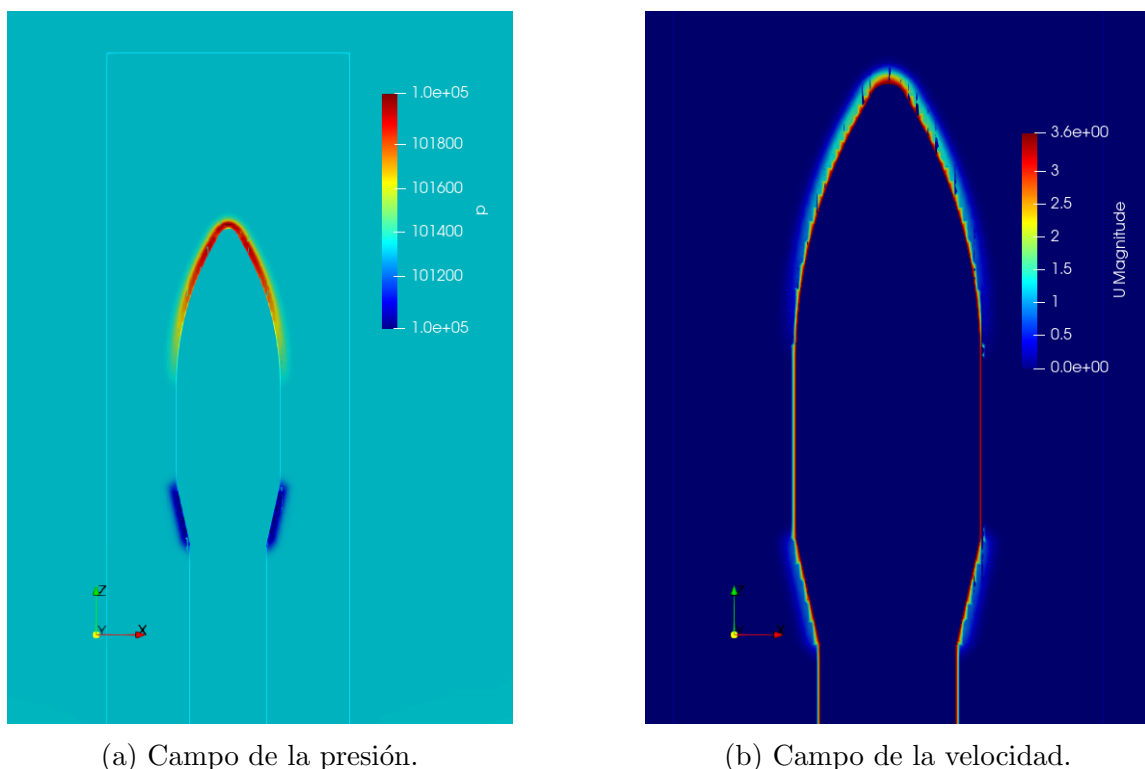 1.0e+05
101800
101600
101400
101200
1.0e+05
p
Z
Y
X
(a) Campo de la presión.
3.6e+00
3
2.5
2
1.5
1
0.5
0.0e+00
U Magnitude
(b) Campo de la velocidad.